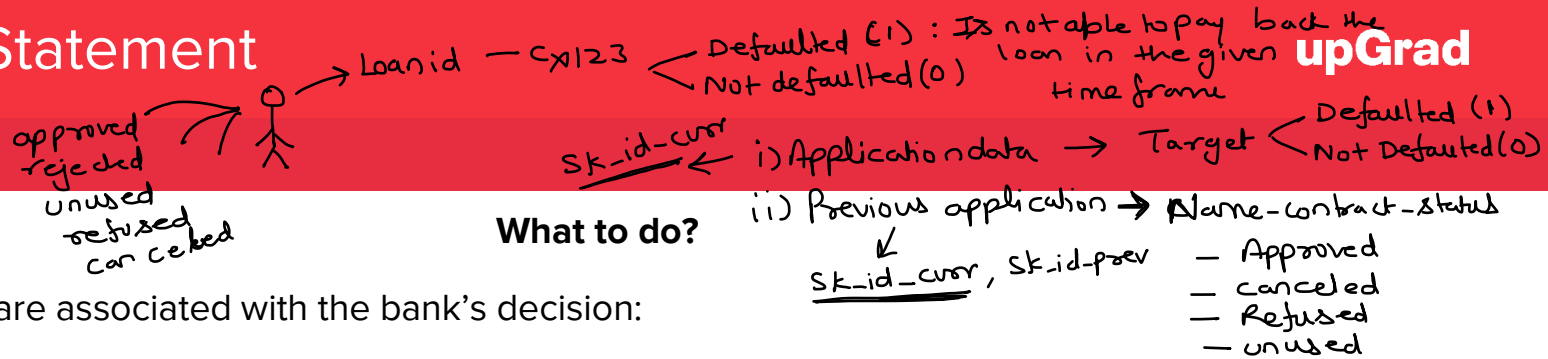 Statement
Loan id - CX123
Defaulted (1) : Is not able to pay back the
loan in the given
time frame
Not defaulted (0)
upGrad
approved
rejected
unused
refused
canceled
Sk_id_curr
i) Application data → Target
Defaulted (1)
Not Defaulted (0)
What to do?
ii) Previous application → Name-contract-status
Sk_id_curr, Sk_id-prev
- Approved
- canceled
- Refused
- unused
are associated with the bank's decision: